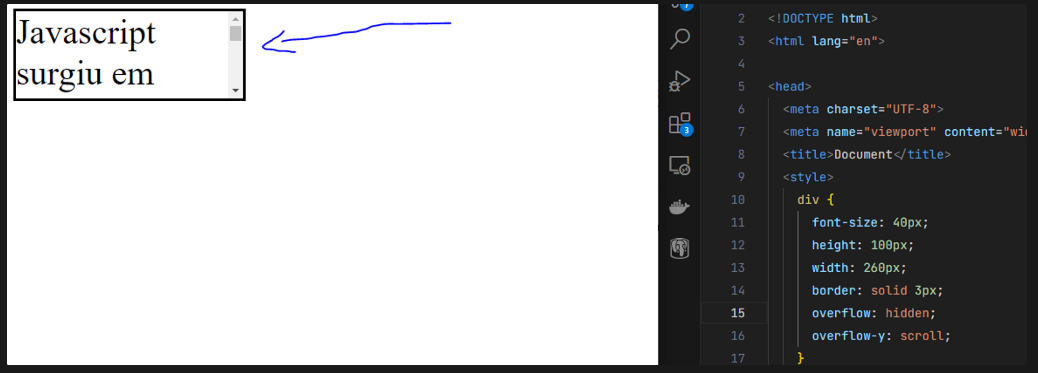 Javascript
surgiu em
3
2 <!DOCTYPE html>
3 <html lang="en">
4
5 <head>
6 <meta charset="UTF-8">
7 <meta name="viewport" content="wi
8 <title>Document</title>
9 <style>
10 div {
11 font-size: 40px;
12 height: 100px;
13 width: 260px;
14 border: solid 3px;
15 overflow: hidden;
16 overflow-y: scroll;
17 }